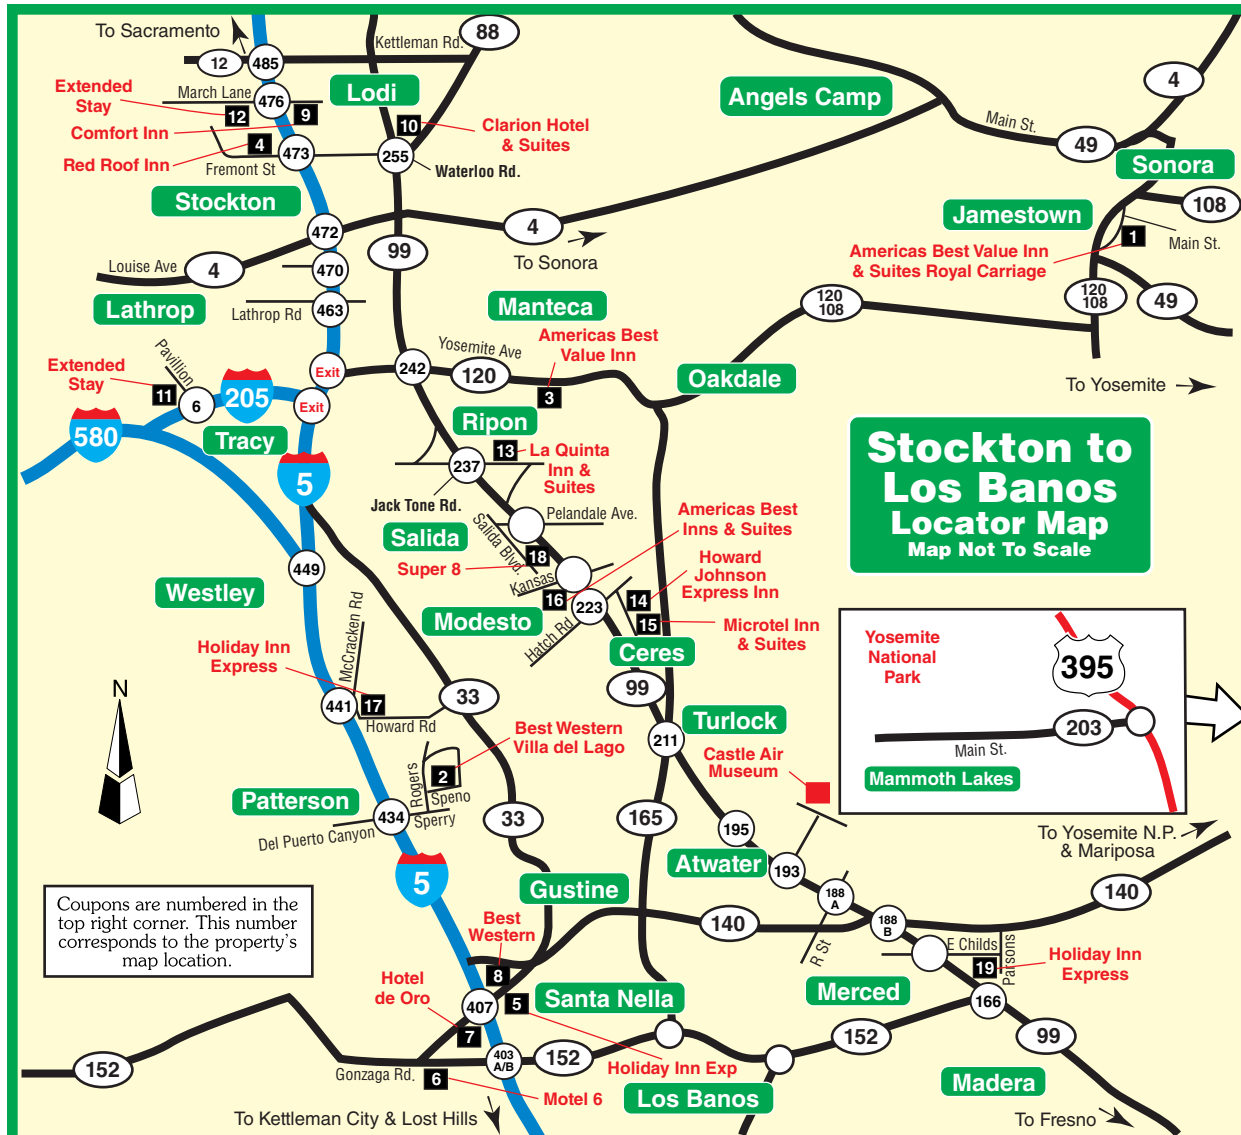 To Sacramento
88
Kettleman Rd.
12
485
4
Extended
Stay
March Lane
476
Lodi
Angels Camp
12
9
Comfort Inn
10
Clarion Hotel
& Suites
Main St.
49
Red Roof Inn
4
473
255
Fremont St
Waterloo Rd.
Sonora
Stockton
108
Jamestown
472
4
99
1
Main St.
Americas Best Value Inn
& Suites Royal Carriage
To Sonora
Louise Ave
4
470
120
108
49
Lathrop
Lathrop Rd
463
Manteca
120
108
Americas Best
Value Inn
Yosemite Ave
Extended
Stay
Pavillion
Exit
242
120
Oakdale
To Yosemite
11
6
205
Exit
3
580
Tracy
Ripon
13
La Quinta
Inn &
Suites
Stockton to
Los Banos
Locator Map
Map Not To Scale
5
237
Jack Tone Rd.
Americas Best
Inns & Suites
Pelandale Ave.
Salida
Salida Blvd.
18
Super 8
Howard
Johnson
Express Inn
449
Kansas
Westley
16
223
14
Modesto
Hatch Rd
15
Microtel Inn
& Suites
McCracken Rd
Holiday Inn
Express
Ceres
Yosemite
National
Park
395
N
17
441
33
99
Howard Rd
Turlock
203
Main St.
Mammoth Lakes
Best Western
Villa del Lago
211
Castle Air
Museum
Rogers
2
Speno
Patterson
434
Sperry
Del Puerto Canyon
33
165
195
To Yosemite N.P.
& Mariposa
Atwater
193
5
Gustine
188
A
140
Coupons are numbered in the
top right corner. This number
corresponds to the property's
map location.
Best
Western
140
188
B
R St
E Childs
Parsons
8
19
Holiday Inn
Express
Hotel
de Oro
407
5
Santa Nella
Merced
166
7
152
99
403
A/B
152
152
Gonzaga Rd.
6
Holiday Inn Exp
Motel 6
Los Banos
Madera
To Kettleman City & Lost Hills
To Fresno